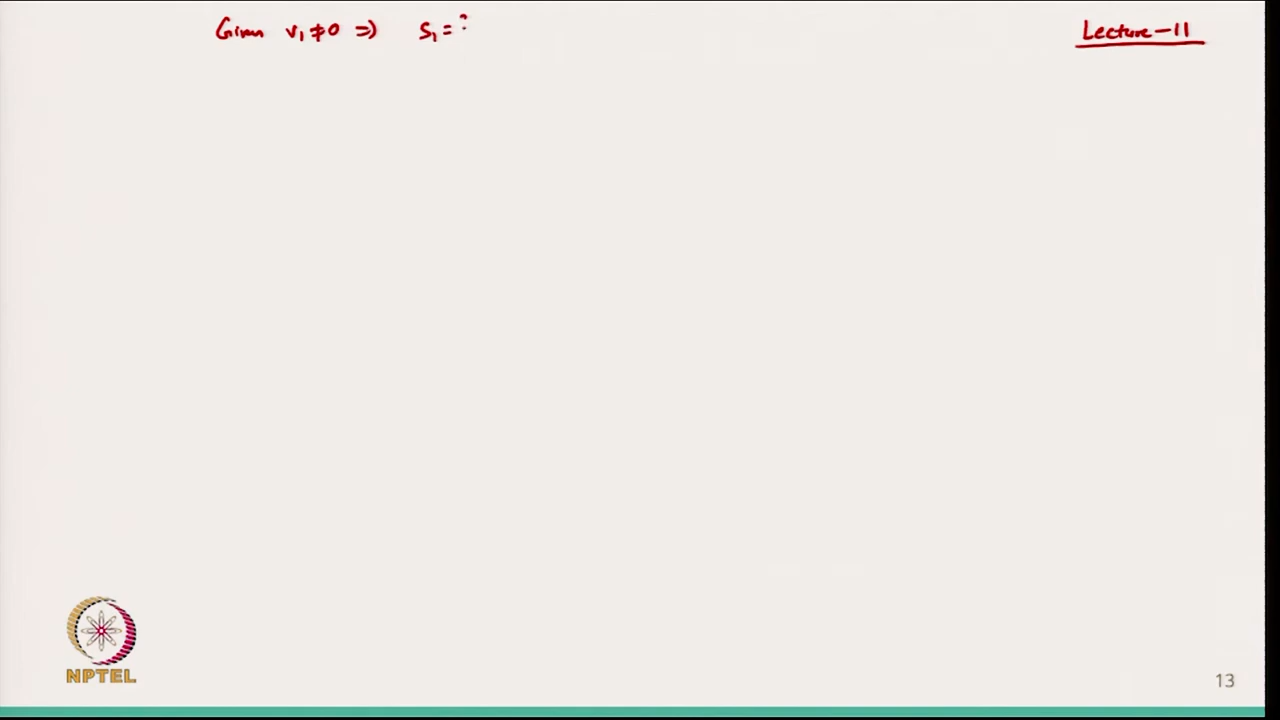 Given v₁ ≠ 0 ⇒ S₁ = ?
Lecture-11
NPTEL
13